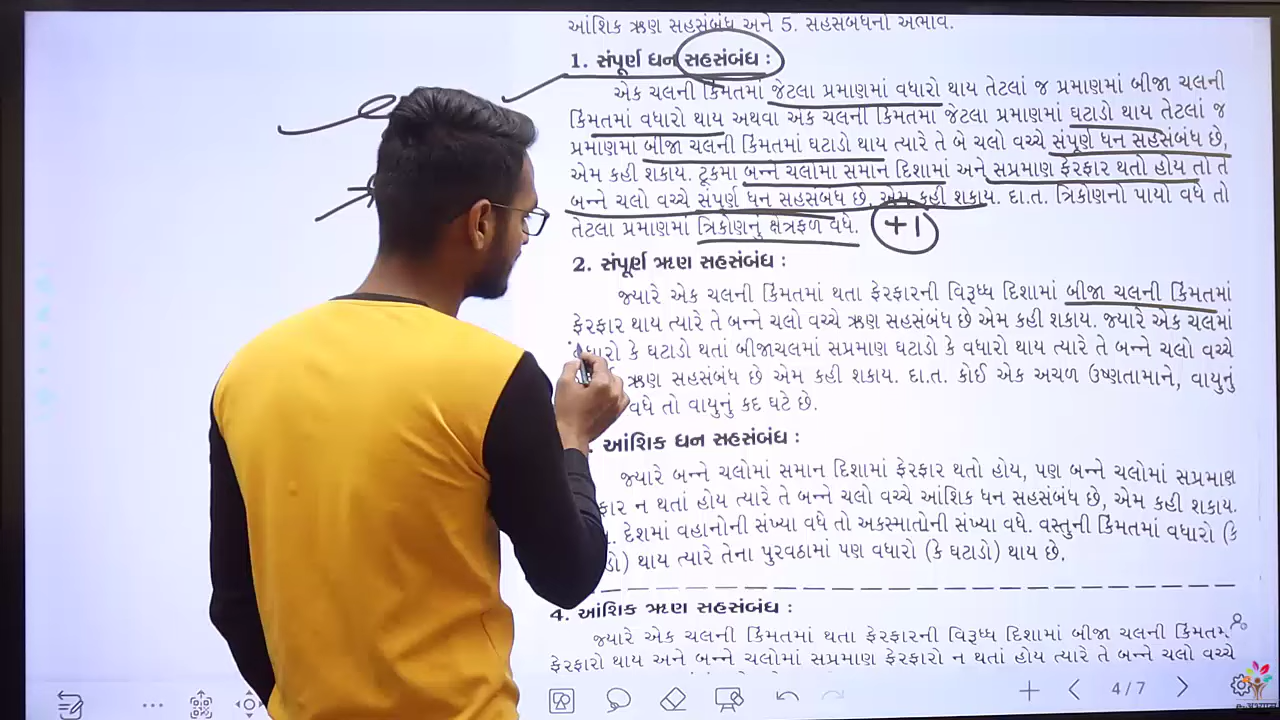 આંશિક ઋણ સહસંબંધ અને 5. સહસંબંધનો અભાવ.
1. સંપૂર્ણ ધન સહસંબંધ :
એક ચલની કિંમતમાં જેટલા પ્રમાણમાં વધારો થાય તેટલાં જ પ્રમાણમાં બીજા ચલની
કિંમતમાં વધારો થાય અથવા એક ચલની કિંમતમાં જેટલા પ્રમાણમાં ઘટાડો થાય તેટલાં જ
પ્રમાણમાં બીજા ચલની કિંમતમાં ઘટાડો થાય ત્યારે તે બે ચલો વચ્ચે સંપૂર્ણ ધન સહસંબંધ છે,
એમ કહી શકાય. ટૂકમા બન્ને ચલોમા સમાન દિશામાં અને સપ્રમાણ ફેરફાર થતો હોય તો તે
બન્ને ચલો વચ્ચે સંપૂર્ણ ધન સહસંબંધ છે, એમ કહી શકાય. દા.ત. ત્રિકોણનો પાયો વધે તો
તેટલા પ્રમાણમાં ત્રિકોણનું ક્ષેત્રફળ વધે. +1
2. સંપૂર્ણ ઋણ સહસંબંધ :
જ્યારે એક ચલની કિંમતમાં થતા ફેરફારની વિરૂધ્ધ દિશામાં બીજા ચલની કિંમતમાં
ફેરફાર થાય ત્યારે તે બન્ને ચલો વચ્ચે ઋણ સહસંબંધ છે એમ કહી શકાય. જ્યારે એક ચલમાં
વધારો કે ઘટાડો થતાં બીજાચલમાં સપ્રમાણ ઘટાડો કે વધારો થાય ત્યારે તે બન્ને ચલો વચ્ચે
ઋણ સહસંબંધ છે એમ કહી શકાય. દા.ત. કોઈ એક અચળ ઉષ્ણતામાને, વાયુનું
વધે તો વાયુનું કદ ઘટે છે.
આંશિક ધન સહસંબંધ :
જ્યારે બન્ને ચલોમાં સમાન દિશામાં ફેરફાર થતો હોય, પણ બન્ને ચલોમાં સપ્રમાણ
ફાર ન થતાં હોય ત્યારે તે બન્ને ચલો વચ્ચે આંશિક ધન સહસંબંધ છે, એમ કહી શકાય.
. દેશમાં વહાનોની સંખ્યા વધે તો અકસ્માતોની સંખ્યા વધે. વસ્તુની કિંમતમાં વધારો (કે
ડો) થાય ત્યારે તેના પુરવઠામાં પણ વધારો (કે ઘટાડો) થાય છે.
4. આંશિક ઋણ સહસંબંધ :
જ્યારે એક ચલની કિંમતમાં થતા ફેરફારની વિરૂધ્ધ દિશામાં બીજા ચલની કિંમતમ
ફેરફારો થાય અને બન્ને ચલોમાં સપ્રમાણ ફેરફારો ન થતાં હોય ત્યારે તે બન્ને ચલો વચ્ચે
4/7